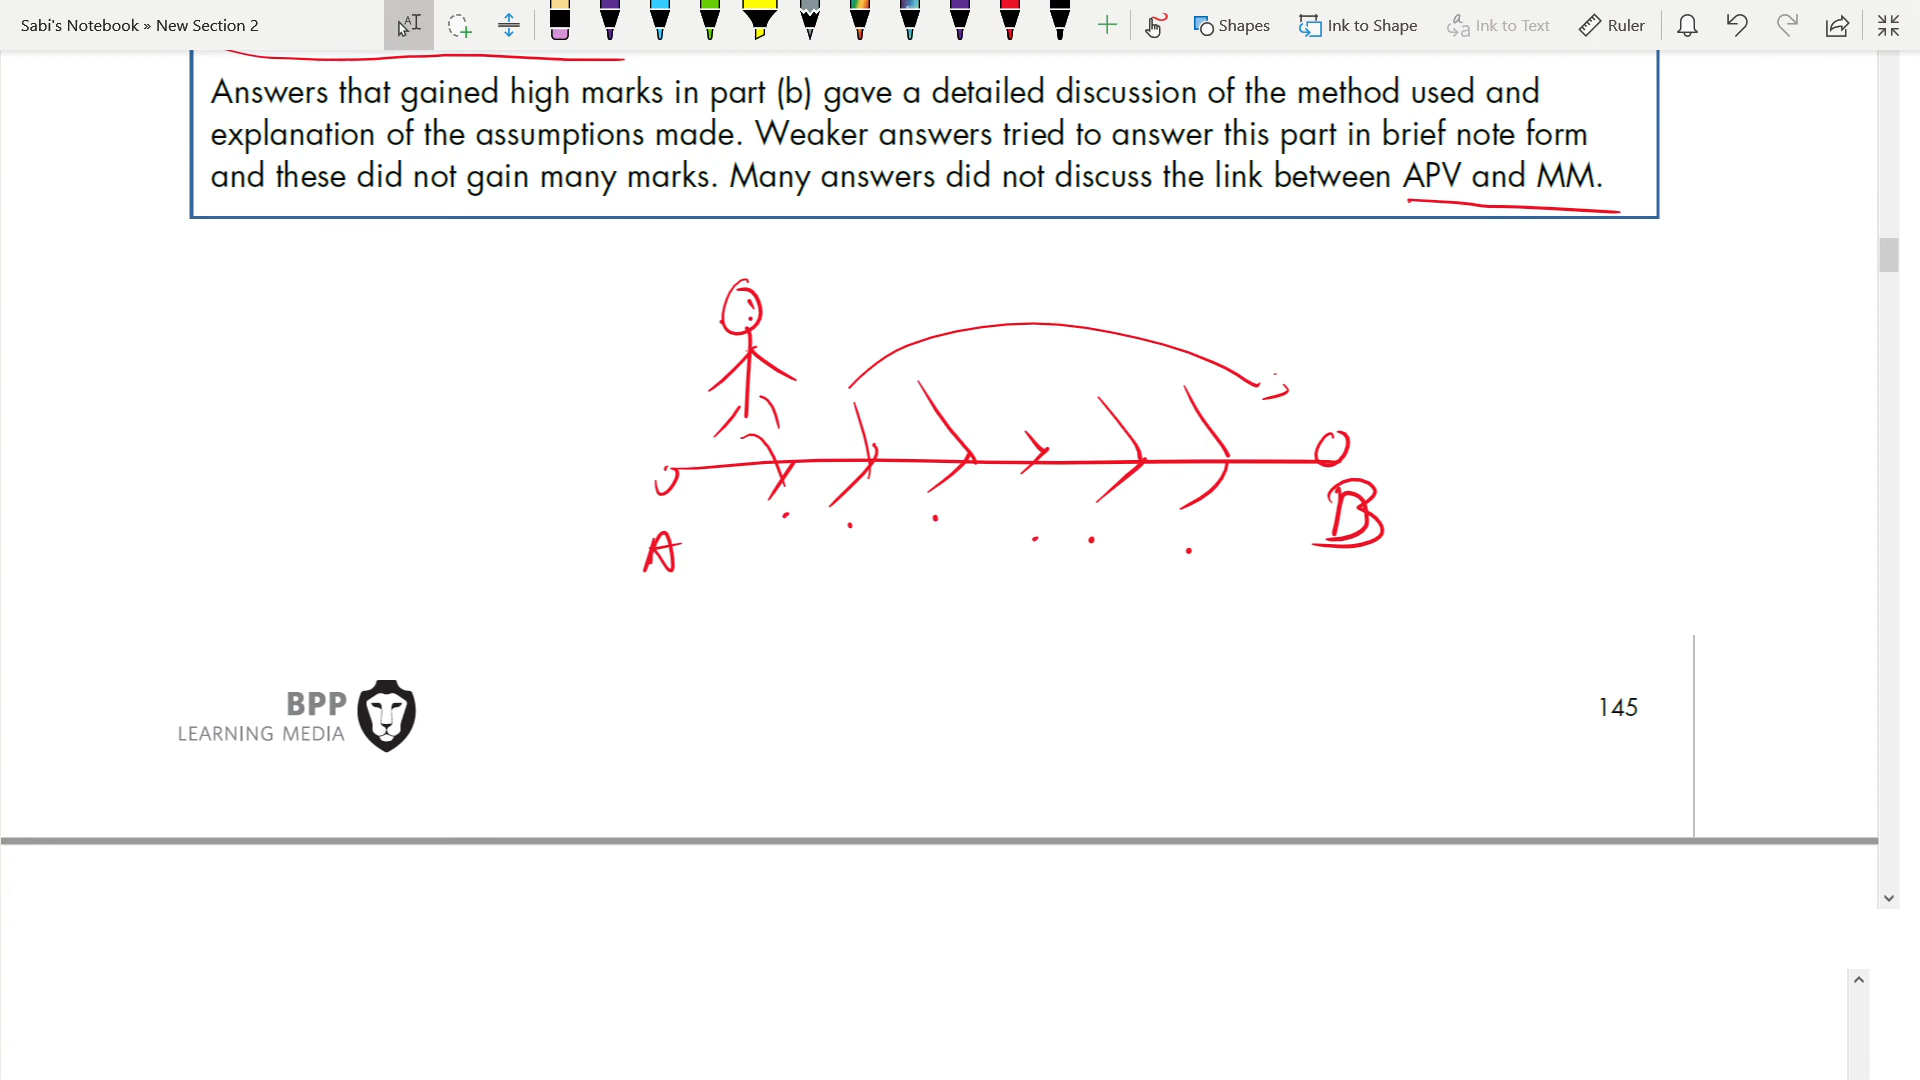 Sabi's Notebook » New Section 2
Shapes
Ink to Shape
Ink to Text
Ruler
Answers that gained high marks in part (b) gave a detailed discussion of the method used and
explanation of the assumptions made. Weaker answers tried to answer this part in brief note form
and these did not gain many marks. Many answers did not discuss the link between APV and MM.
A
B
BPP
LEARNING MEDIA
145